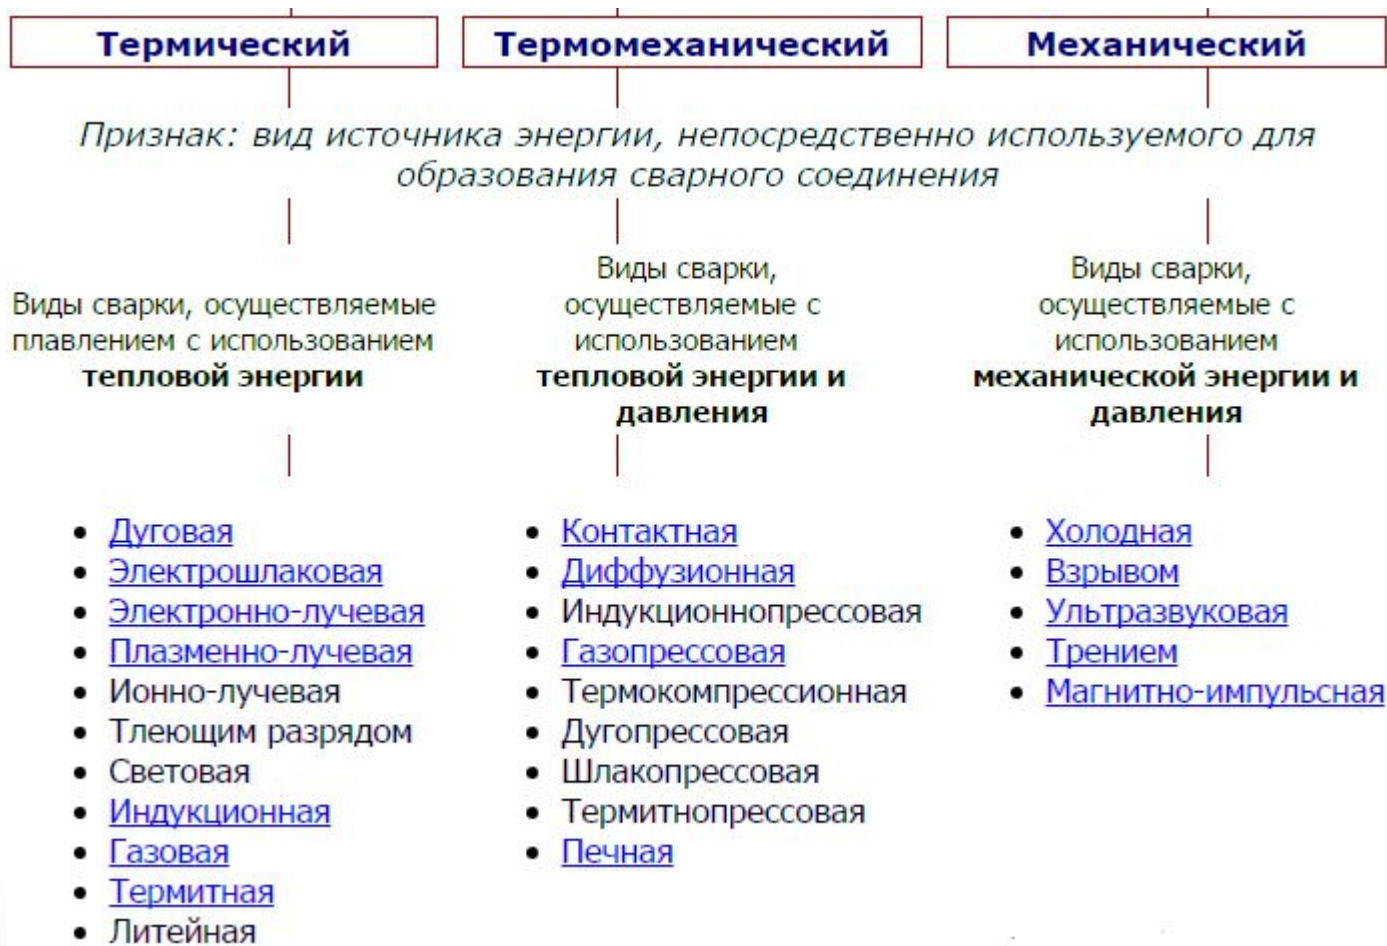 Термический
Термомеханический
Механический
Признак: вид источника энергии, непосредственно используемого для
образования сварного соединения
Виды сварки, осуществляемые
плавлением с использованием
тепловой энергии
Виды сварки,
осуществляемые с
использованием
тепловой энергии и
давления
Виды сварки,
осуществляемые с
использованием
механической энергии и
давления
• Дуговая
• Электрошлаковая
• Электронно-лучевая
• Плазменно-лучевая
• Ионно-лучевая
• Тлеющим разрядом
• Световая
• Индукционная
• Газовая
• Термитная
• Литейная
• Контактная
• Диффузионная
• Индукционнопрессовая
• Газопрессовая
• Термокомпрессионная
• Дугопрессовая
• Шлакопрессовая
• Термитнопрессовая
• Печная
• Холодная
• Взрывом
• Ультразвуковая
• Трением
• Магнитно-импульсная